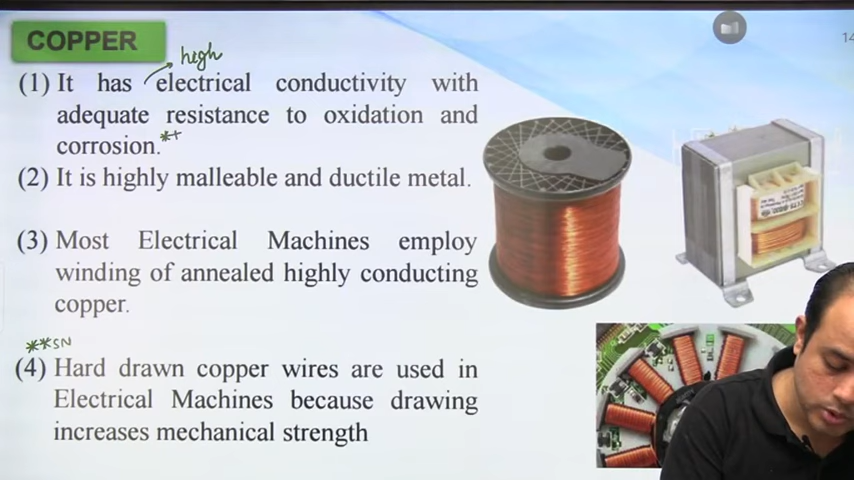 COPPER
high
(1) It has electrical conductivity with
adequate resistance to oxidation and
corrosion.**
(2) It is highly malleable and ductile metal.
(3) Most Electrical Machines employ
winding of annealed highly conducting
copper.
**SN
(4) Hard drawn copper wires are used in
Electrical Machines because drawing
increases mechanical strength
14